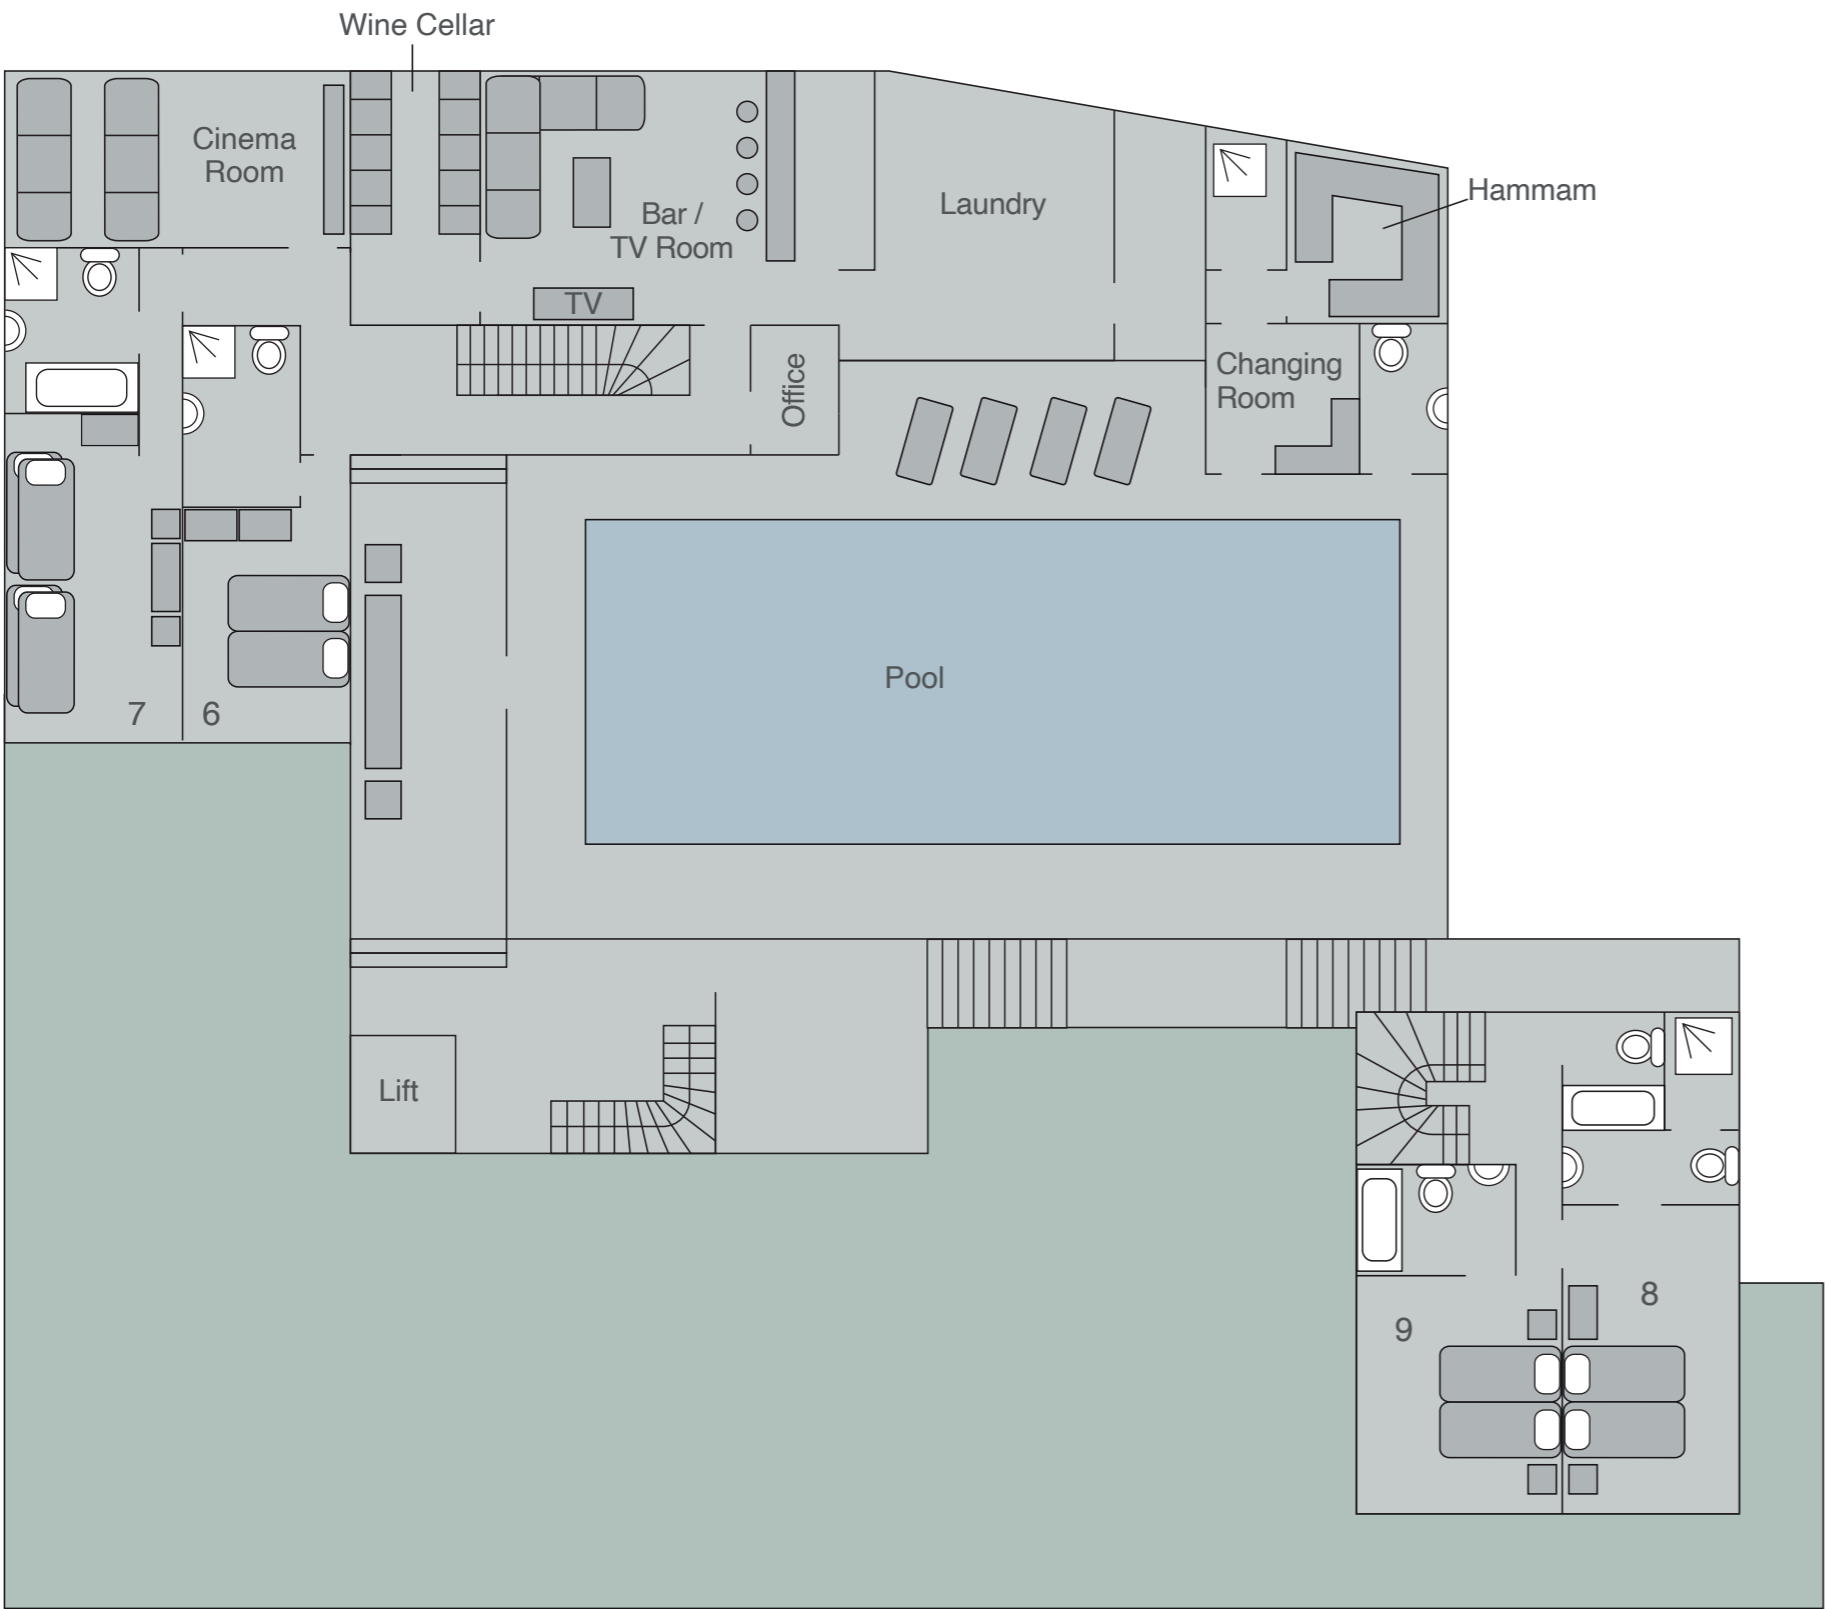 Wine Cellar
Cinema
Room
Bar /
TV Room
Laundry
Hammam
TV
Office
Changing
Room
Pool
7
6
Lift
8
9